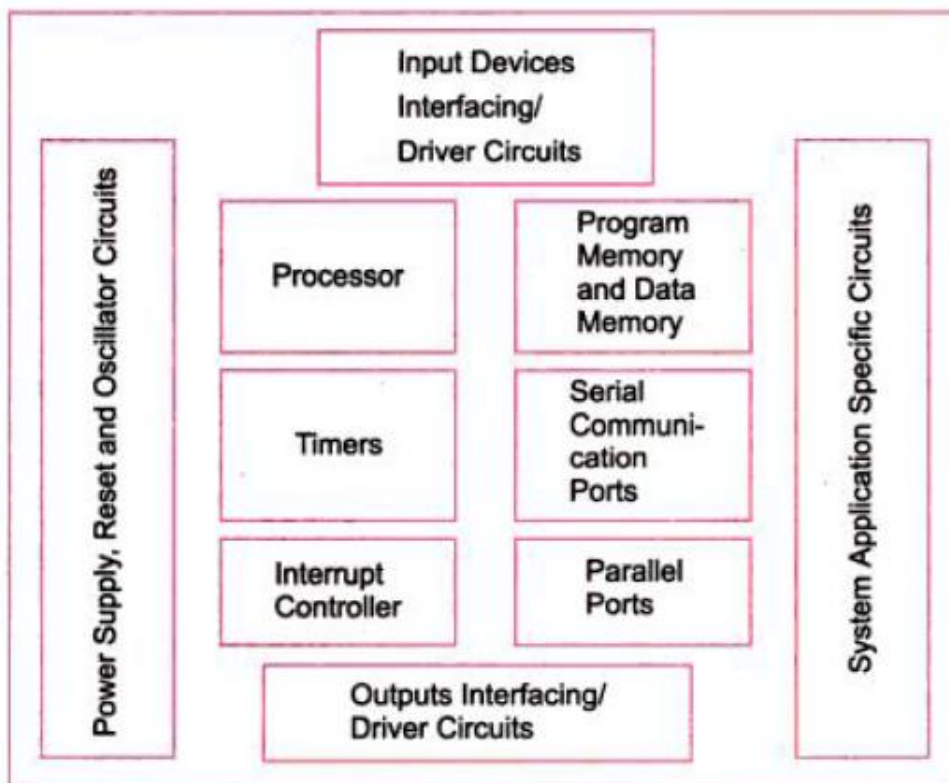 Input Devices
Interfacing/
Driver Circuits
Power Supply, Reset and Oscillator Circuits
Processor
Program
Memory
and Data
Memory
Timers
Serial
Communi-
cation
Ports
Interrupt
Controller
Parallel
Ports
System Application Specific Circuits
Outputs Interfacing/
Driver Circuits